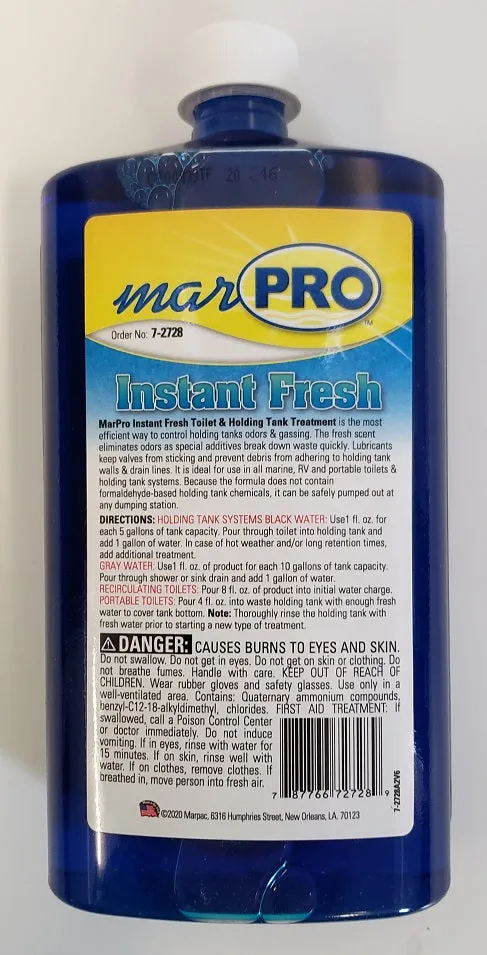 20 246
marPRO
TM
Order No: 7-2728
Instant Fresh
MarPro Instant Fresh Toilet & Holding Tank Treatment is the most
efficient way to control holding tanks odors & gassing. The fresh scent
eliminates odors as special additives break down waste quickly. Lubricants
keep valves from sticking and prevent debris from adhering to holding tank
walls & drain lines. It is ideal for use in all marine, RV and portable toilets &
holding tank systems. Because the formula does not contain
formaldehyde-based holding tank chemicals, it can be safely pumped out at
any dumping station.
DIRECTIONS: HOLDING TANK SYSTEMS BLACK WATER: Use1 fl. oz. for
each 5 gallons of tank capacity. Pour through toilet into holding tank and
add 1 gallon of water. In case of hot weather and/or long retention times,
add additional treatment.
GRAY WATER: Use1 fl. oz. of product for each 10 gallons of tank capacity.
Pour through shower or sink drain and add 1 gallon of water.
RECIRCULATING TOILETS: Pour 8 fl. oz. of product into initial water charge.
PORTABLE TOILETS: Pour 4 fl. oz. into waste holding tank with enough fresh
water to cover tank bottom. Note: Thoroughly rinse the holding tank with
fresh water prior to starting a new type of treatment.
DANGER: CAUSES BURNS TO EYES AND SKIN.
Do not swallow. Do not get in eyes. Do not get on skin or clothing. Do
not breathe fumes. Handle with care. KEEP OUT OF REACH OF
CHILDREN. Wear rubber gloves and safety glasses. Use only in a
well-ventilated area. Contains: Quaternary ammonium compounds,
benzyl-C12-18-alkyldimethyl, chlorides. FIRST AID TREATMENT: If
swallowed, call a Poison Control Center
or doctor immediately. Do not induce
vomiting. If in eyes, rinse with water for
15 minutes. If on skin, rinse well with
water. If on clothes, remove clothes. If
breathed in, move person into fresh air.
7 87766 72728 9
7-2728A2V6
©2020 Marpac, 6316 Humphries Street, New Orleans, LA. 70123